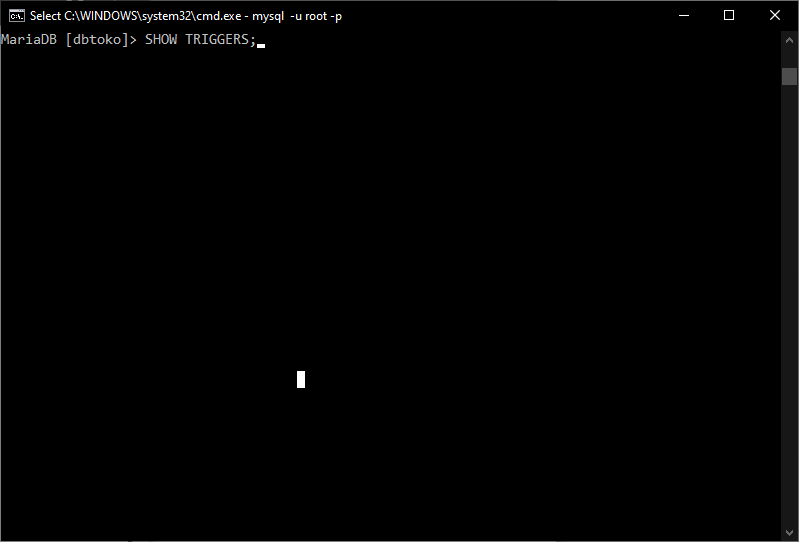 Select C:\WINDOWS\system32\cmd.exe - mysql  -u root -p
MariaDB [dbtoko]> SHOW TRIGGERS;